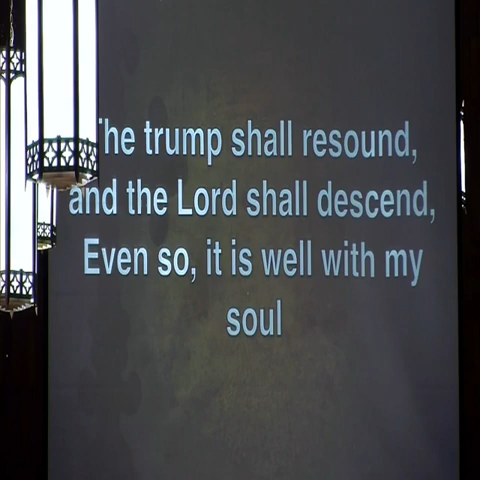 The trump shall resound,
and the Lord shall descend,
Even so, it is well with my
soul